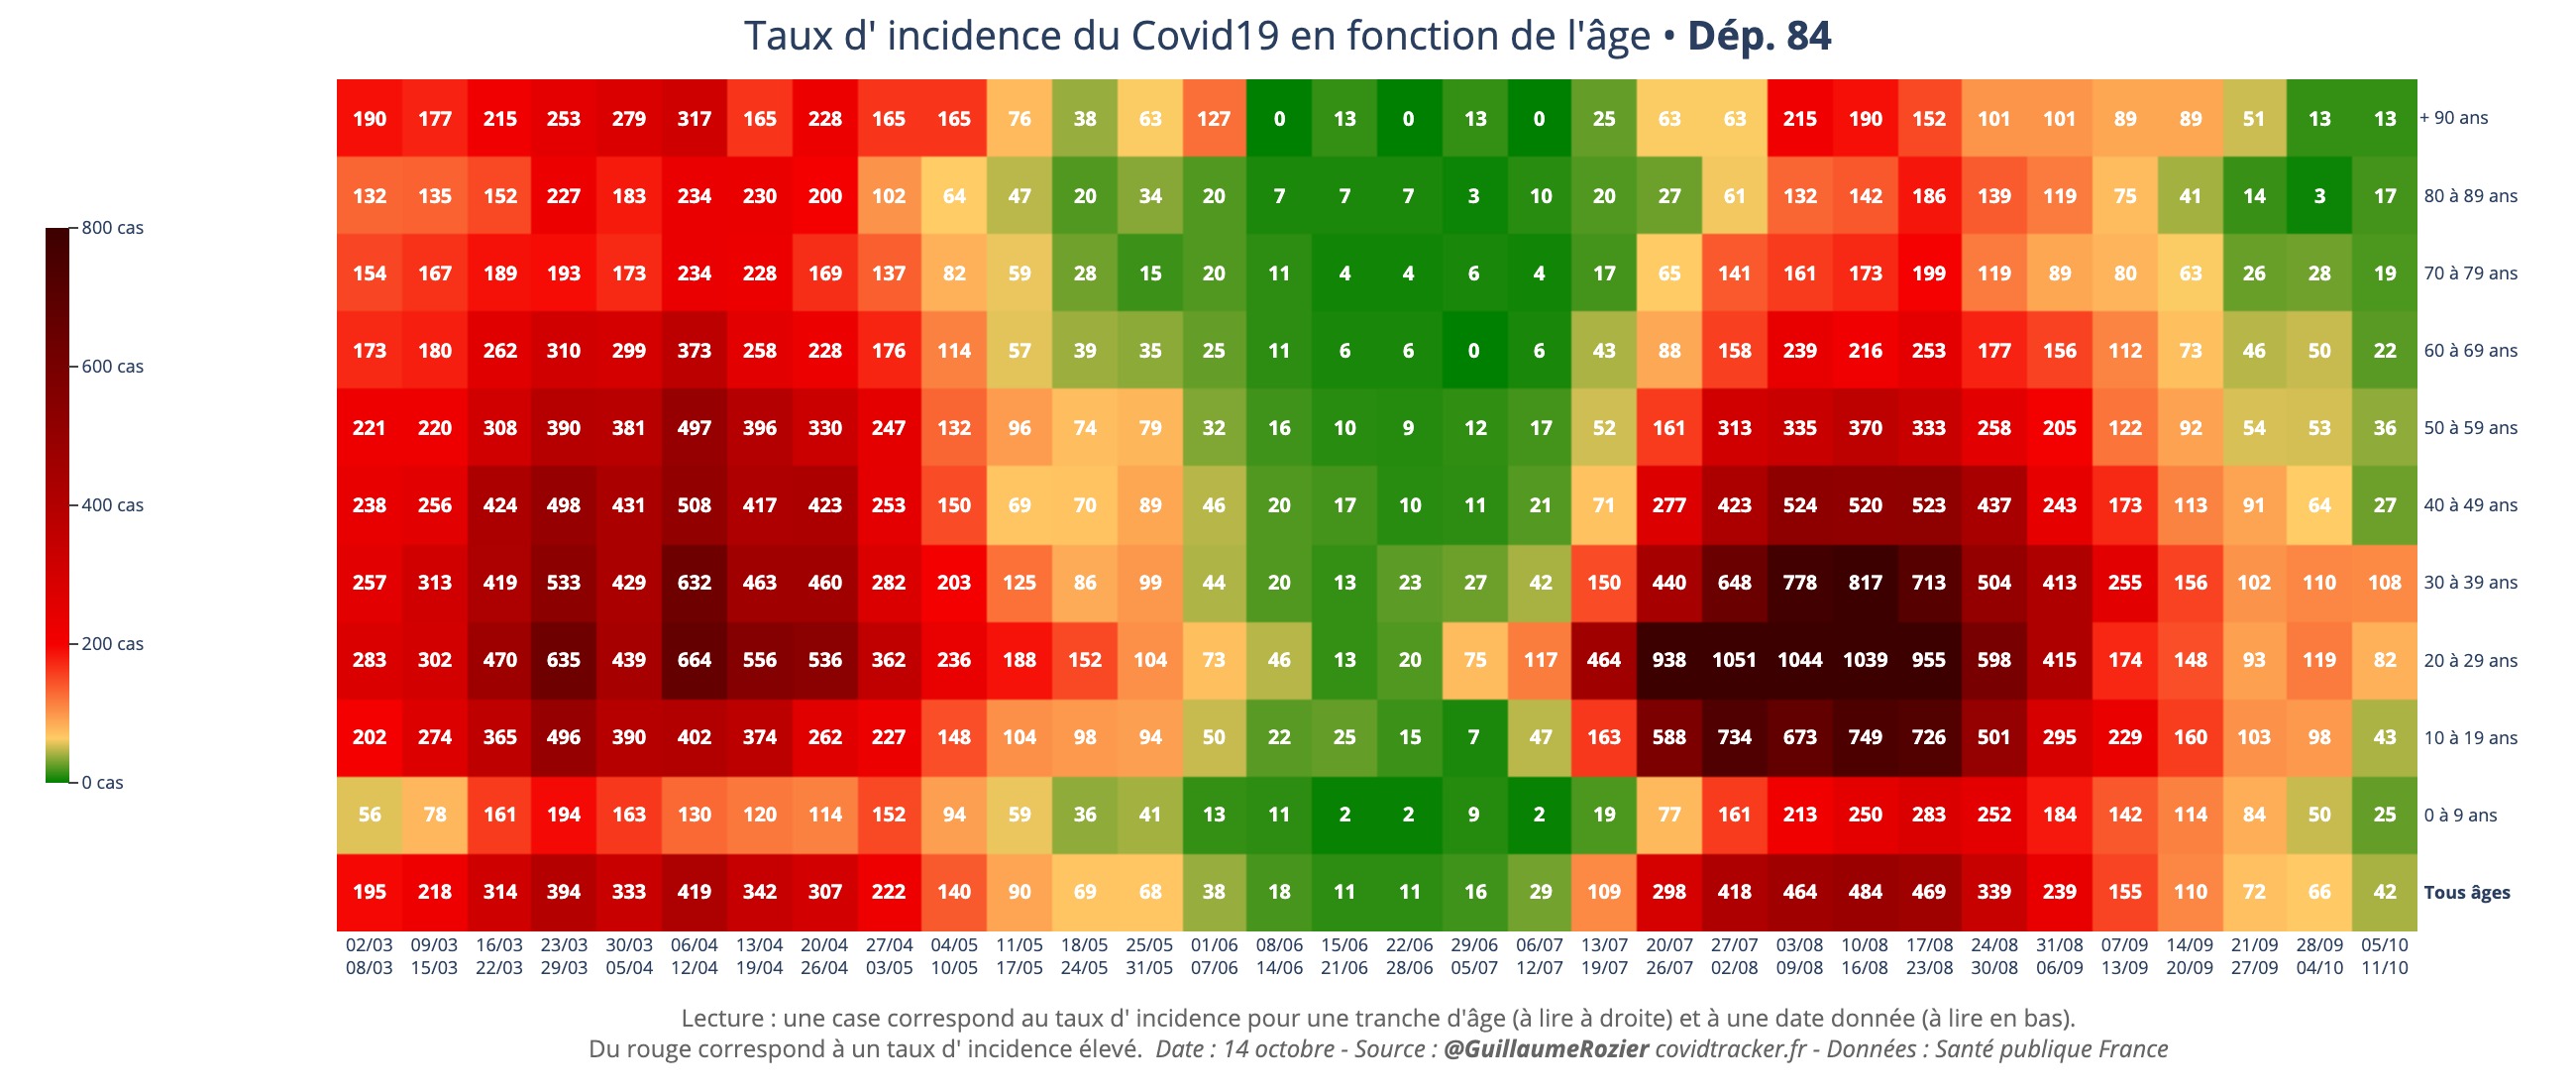 Taux d' incidence du Covid19 en fonction de l'âge • Dép. 84
190 177 215 253 279 317 165 228 165 165 76 38 63 127 0 13 0 13 0 25 63 63 215 190 152 101 101 89 89 51 13 13 + 90 ans
132 135 152 227 183 234 230 200 102 64 47 20 34 20 7 7 7 3 10 20 27 61 132 142 186 139 119 75 41 14 3 17 80 à 89 ans
800 cas
154 167 189 193 173 234 228 169 137 82 59 28 15 20 11 4 4 6 4 17 65 141 161 173 199 119 89 80 63 26 28 19 70 à 79 ans
173 180 262 310 299 373 258 228 176 114 57 39 35 25 11 6 6 0 6 43 88 158 239 216 253 177 156 112 73 46 50 22 60 à 69 ans
600 cas
221 220 308 390 381 497 396 330 247 132 96 74 79 32 16 10 9 12 17 52 161 313 335 370 333 258 205 122 92 54 53 36 50 à 59 ans
400 cas
238 256 424 498 431 508 417 423 253 150 69 70 89 46 20 17 10 11 21 71 277 423 524 520 523 437 243 173 113 91 64 27 40 à 49 ans
257 313 419 533 429 632 463 460 282 203 125 86 99 44 20 13 23 27 42 150 440 648 778 817 713 504 413 255 156 102 110 108 30 à 39 ans
200 cas
283 302 470 635 439 664 556 536 362 236 188 152 104 73 46 13 20 75 117 464 938 1051 1044 1039 955 598 415 174 148 93 119 82 20 à 29 ans
202 274 365 496 390 402 374 262 227 148 104 98 94 50 22 25 15 7 47 163 588 734 673 749 726 501 295 229 160 103 98 43 10 à 19 ans
0 cas
56 78 161 194 163 130 120 114 152 94 59 36 41 13 11 2 2 9 2 19 77 161 213 250 283 252 184 142 114 84 50 25 0 à 9 ans
195 218 314 394 333 419 342 307 222 140 90 69 68 38 18 11 11 16 29 109 298 418 464 484 469 339 239 155 110 72 66 42 Tous âges
02/03 09/03 16/03 23/03 30/03 06/04 13/04 20/04 27/04 04/05 11/05 18/05 25/05 01/06 08/06 15/06 22/06 29/06 06/07 13/07 20/07 27/07 03/08 10/08 17/08 24/08 31/08 07/09 14/09 21/09 28/09 05/10
08/03 15/03 22/03 29/03 05/04 12/04 19/04 26/04 03/05 10/05 17/05 24/05 31/05 07/06 14/06 21/06 28/06 05/07 12/07 19/07 26/07 02/08 09/08 16/08 23/08 30/08 06/09 13/09 20/09 27/09 04/10 11/10
Lecture : une case correspond au taux d' incidence pour une tranche d'âge (à lire à droite) et à une date donnée (à lire en bas).
Du rouge correspond à un taux d' incidence élevé. Date : 14 octobre - Source : @GuillaumeRozier covidtracker.fr - Données : Santé publique France